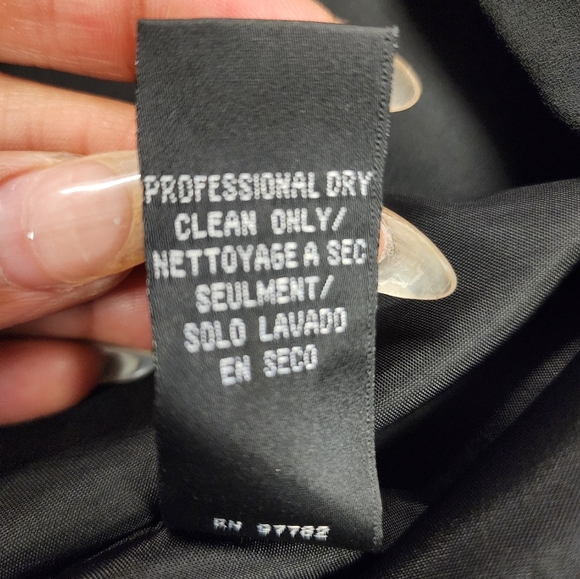 PROFESSIONAL DRY
CLEAN ONLY/
NETTOYAGE A SEC
SEULMENT/
SOLO LAVADO
EN SECO
RN 97782